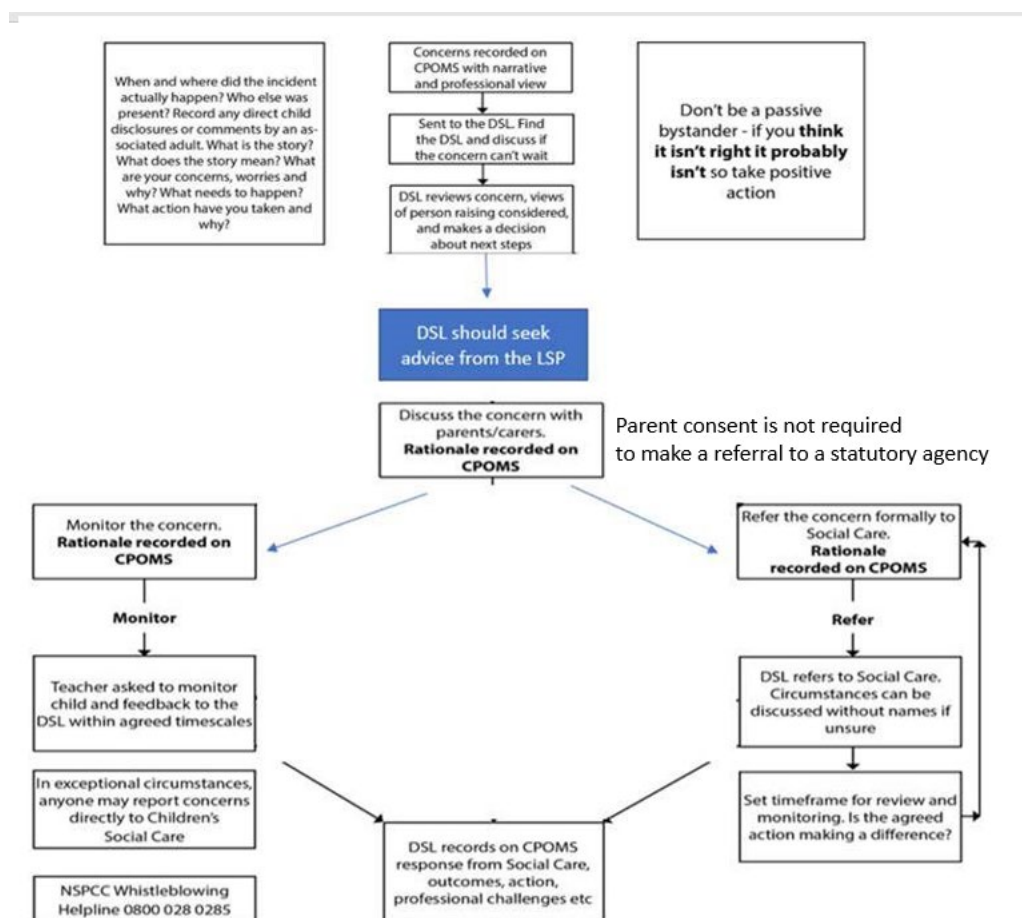 When and where did the incident
actually happen? Who else was
present? Record any direct child
disclosures or comments by an as-
sociated adult. What is the story?
What does the story mean? What
are your concerns, worries and
why? What needs to happen?
What action have you taken and
why?
Concerns recorded on
CPOMS with narrative
and professional view
Sent to the DSL. Find
the DSL and discuss if
the concern can't wait
DSL reviews concern, views
of person raising considered,
and makes a decision
about next steps
Don't be a passive
bystander - if you think
it isn't right it probably
isn't so take positive
action
DSL should seek
advice from the LSP
Discuss the concern with
parents/carers.
Rationale recorded on
CPOMS
Parent consent is not required
to make a referral to a statutory agency
Monitor the concern.
Rationale recorded on
CPOMS
Monitor
Teacher asked to monitor
child and feedback to the
DSL within agreed timescales
In exceptional circumstances,
anyone may report concerns
directly to Children's
Social Care
NSPCC Whistleblowing
Helpline 0800 028 0285
Refer the concern formally to
Social Care.
Rationale
recorded on CPOMS
Refer
DSL refers to Social Care.
Circumstances can be
discussed without names if
unsure
Set timeframe for review and
monitoring. Is the agreed
action making a difference?
DSL records on CPOMS
response from Social Care,
outcomes, action,
professional challenges etc